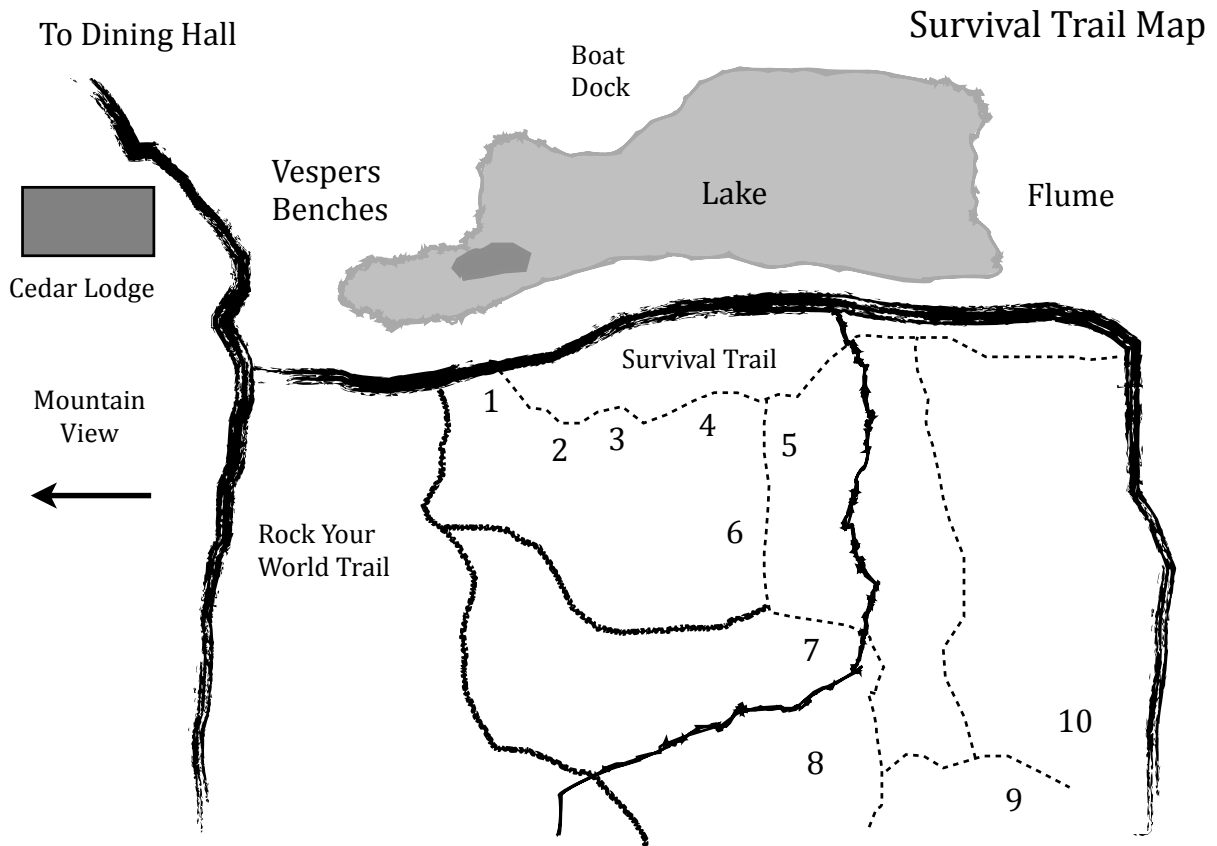 To Dining Hall
Survival Trail Map
Boat
Dock
Vespers
Benches
Lake
Flume
Cedar Lodge
Survival Trail
Mountain
View
1
2
3
4
5
6
Rock Your
World Trail
7
8
9
10